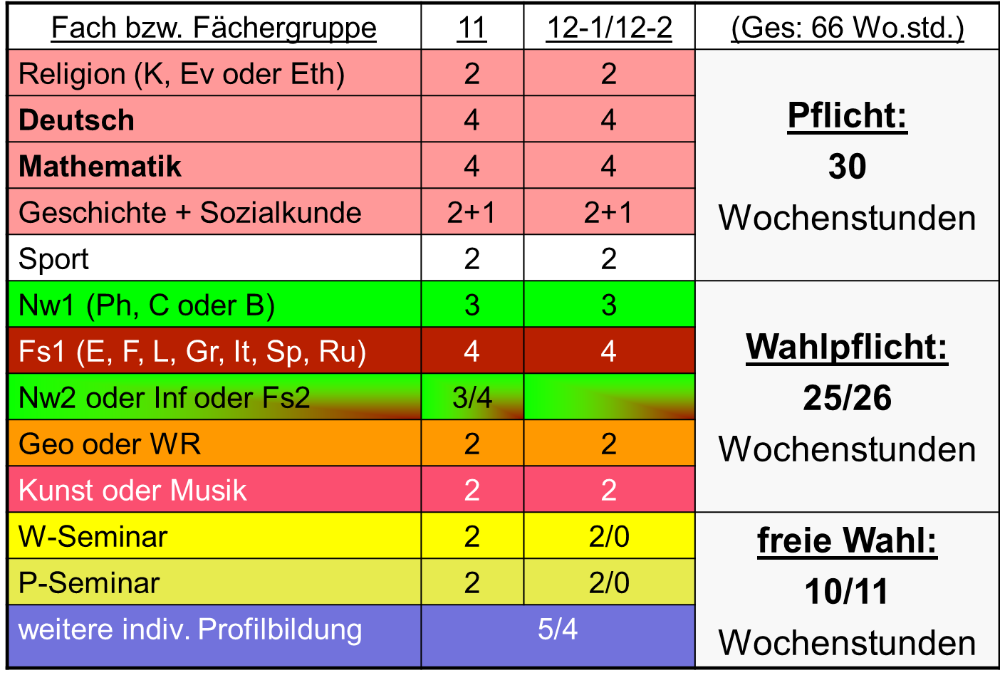 Fach bzw. Fächergruppe 11 12-1/12-2 (Ges: 66 Wo.std.)
Religion (K, Ev oder Eth) 2 2
Deutsch 4 4
Mathematik 4 4
Geschichte + Sozialkunde 2+1 2+1
Sport 2 2
Pflicht:
30
Wochenstunden
Nw1 (Ph, C oder B) 3 3
Fs1 (E, F, L, Gr, It, Sp, Ru) 4 4
Nw2 oder Inf oder Fs2 3/4
Geo oder WR 2 2
Kunst oder Musik 2 2
Wahlpflicht:
25/26
Wochenstunden
W-Seminar 2 2/0
P-Seminar 2 2/0
weitere indiv. Profilbildung 5/4
freie Wahl:
10/11
Wochenstunden